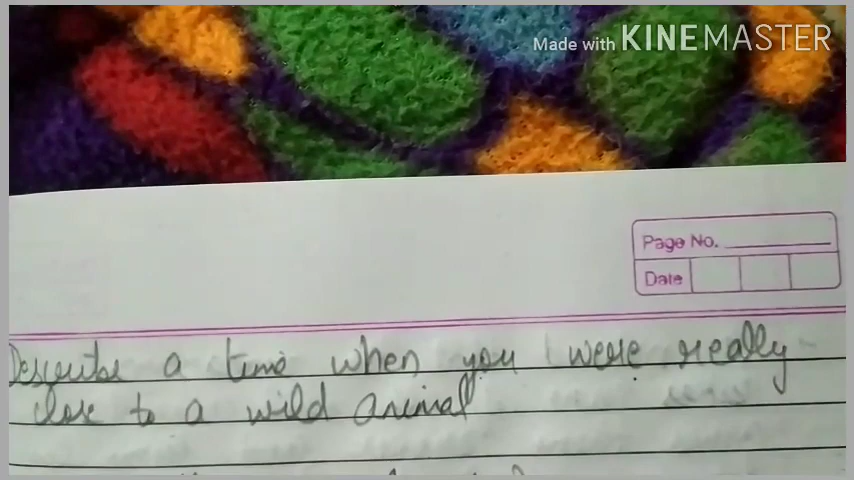 Made with KINEMASTER
Page No.
Date
Describe a time when you were really
close to a wild animal.